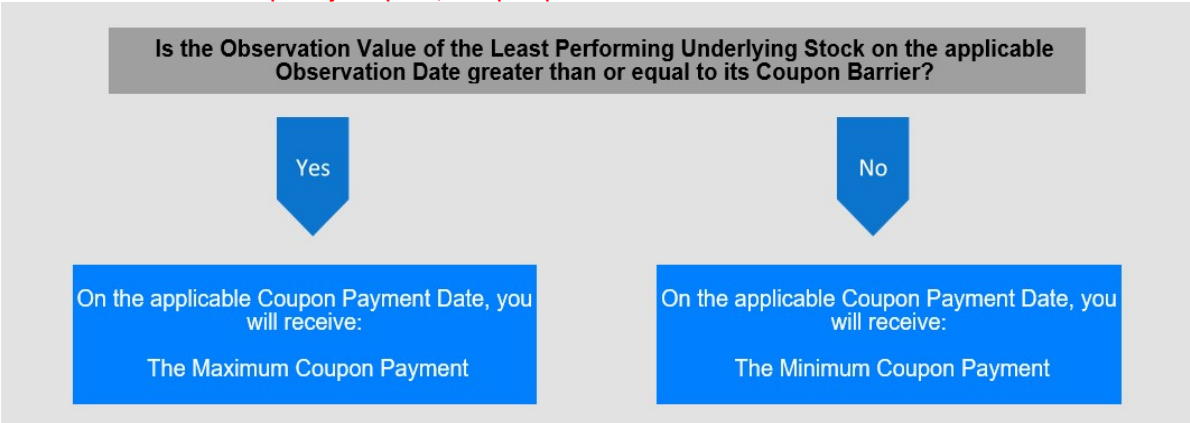 Is the Observation Value of the Least Performing Underlying Stock on the applicable
Observation Date greater than or equal to its Coupon Barrier?
Yes
No
On the applicable Coupon Payment Date, you
will receive:
The Maximum Coupon Payment
On the applicable Coupon Payment Date, you
will receive:
The Minimum Coupon Payment